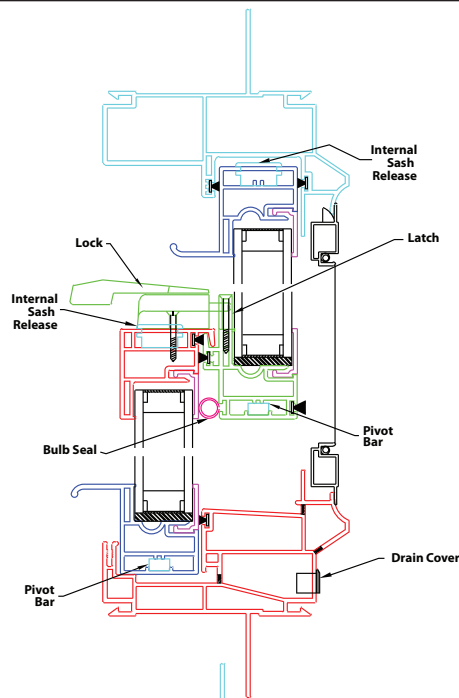 Internal
Sash
Release
Lock
Latch
Internal
Sash
Release
Bulb Seal
Pivot
Bar
Drain Cover
Pivot
Bar